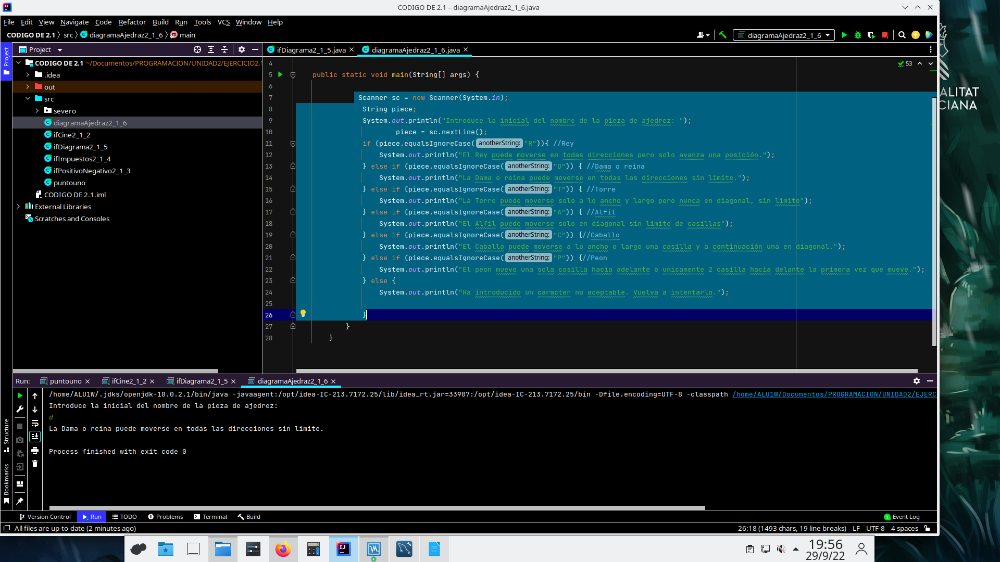 CODIGO DE 2.1 – diagramaAjedraz2_1_6.java
File Edit View Navigate Code Refactor Build Run Tools VCS Window Help
CODIGO DE 2.1 src diagramaAjedraz2_1_6 main
diagramaAjedraz2_1_6
Project
Project
ifDiagrama2_1_5.java
diagramaAjedraz2_1_6.java
CODIGO DE 2.1 ~/Documentos/PROGRAMACION/UNIDAD2/EJERCICIO2.1
.idea
out
src
severo
diagramaAjedraz2_1_6
ifCine2_1_2
ifDiagrama2_1_5
ifImpuestos2_1_4
ifPositivoNegativo2_1_3
puntouno
CODIGO DE 2.1.iml
External Libraries
Scratches and Consoles
53
4
5 public static void main(String[] args) {
6
7 Scanner sc = new Scanner(System.in);
8 String piece;
9 System.out.println("Introduce la inicial del nombre de la pieza de ajedrez: ");
10 piece = sc.nextLine();
11 if (piece.equalsIgnoreCase( anotherString: "R")){ //Rey
12 System.out.println("El Rey puede moverse en todas direcciones pero solo avanza una posición.");
13 } else if (piece.equalsIgnoreCase( anotherString: "D")) { //Dama o reina
14 System.out.println("La Dama o reina puede moverse en todas las direcciones sin limite.");
15 } else if (piece.equalsIgnoreCase( anotherString: "T")) { //Torre
16 System.out.println("La Torre puede moverse solo a lo ancho y largo pero nunca en diagonal, sin limite");
17 } else if (piece.equalsIgnoreCase( anotherString: "A")) { //Alfil
18 System.out.println("El Alfil puede moverse solo en diagonal sin limite de casillas");
19 } else if (piece.equalsIgnoreCase( anotherString: "C")) {//Caballo
20 System.out.println("El Caballo puede moverse a lo ancho o largo una casilla y a continuación una en diagonal.");
21 } else if (piece.equalsIgnoreCase( anotherString: "P")) {//Peon
22 System.out.println("El peon mueve una sola casilla hacia adelante o unicamente 2 casilla hacia delante la primera vez que mueve.");
23 } else {
24 System.out.println("Ha introducido un caracter no aceptable. Vuelva a intentarlo.");
25
26 }
27 }
28 }
ALITAT
CIANA
Run: puntouno ifCine2_1_2 ifDiagrama2_1_5 diagramaAjedraz2_1_6
/home/ALU1W/.jdks/openjdk-18.0.2.1/bin/java -javaagent:/opt/idea-IC-213.7172.25/lib/idea_rt.jar=33907:/opt/idea-IC-213.7172.25/bin -Dfile.encoding=UTF-8 -classpath /home/ALU1W/Documentos/PROGRAMACION/UNIDAD2/EJERC
Introduce la inicial del nombre de la pieza de ajedrez:
d
La Dama o reina puede moverse en todas las direcciones sin limite.
Process finished with exit code 0
Structure
Bookmarks
Version Control Run TODO Problems Terminal Build
1 Event Log
All files are up-to-date (2 minutes ago)
26:18 (1493 chars, 19 line breaks) LF UTF-8 4 spaces
IJ
19:56
29/9/22